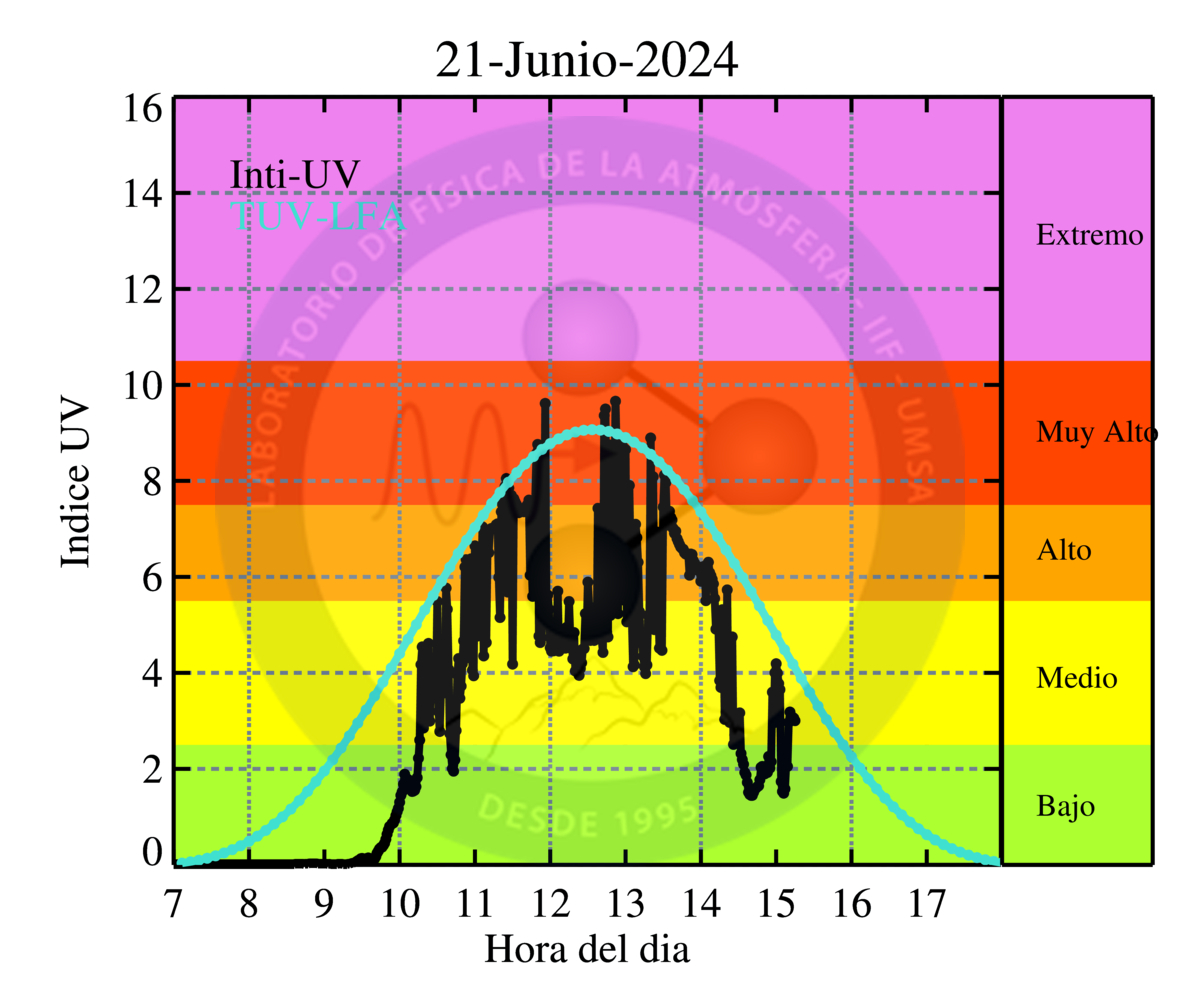 21-Junio-2024
16
14
12
10
8
6
4
2
0
Indice UV
Inti-UV
TUV-LFA
LABORATORIO DE FÍSICA DE LA ATMÓSFERA - IIF - UMSA
DESDE 1995
Extremo
Muy Alto
Alto
Medio
Bajo
7 8 9 10 11 12 13 14 15 16 17
Hora del dia